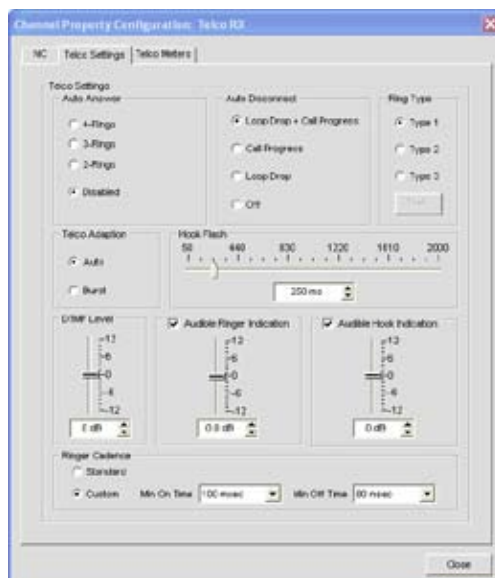 Channel Property Configuration: Telco RX
NC Telco Settings Telco Meters
Telco Settings
Auto Answer
4-Rings
3-Rings
2-Rings
Disabled
Auto Disconnect
Loop Drop + Call Progress
Call Progress
Loop Drop
Off
Ring Type
Type 1
Type 2
Type 3
Telco Adaption
Auto
Burst
Hook Flash
50 440 830 1220 1610 2000
250 ms
DTMF Level
12
6
0
-6
-12
0 dB
Audible Ringer Indication
12
6
0
-6
-12
0.0 dB
Audible Hook Indication
12
6
0
-6
-12
0 dB
Ringer Cadence
Standard
Custom Min On Time 100 msec Min Off Time 80 msec
Close